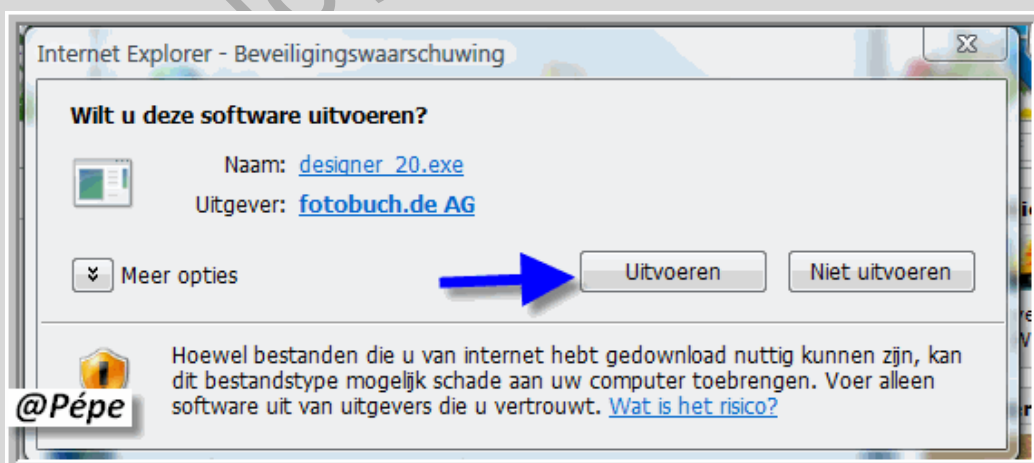 Internet Explorer - Beveiligingswaarschuwing
Wilt u deze software uitvoeren?
Naam: designer_20.exe
Uitgever: fotobuch.de AG
Meer opties
Uitvoeren
Niet uitvoeren
Hoewel bestanden die u van internet hebt gedownload nuttig kunnen zijn, kan
dit bestandstype mogelijk schade aan uw computer toebrengen. Voer alleen
software uit van uitgevers die u vertrouwt. Wat is het risico?
@Pépe